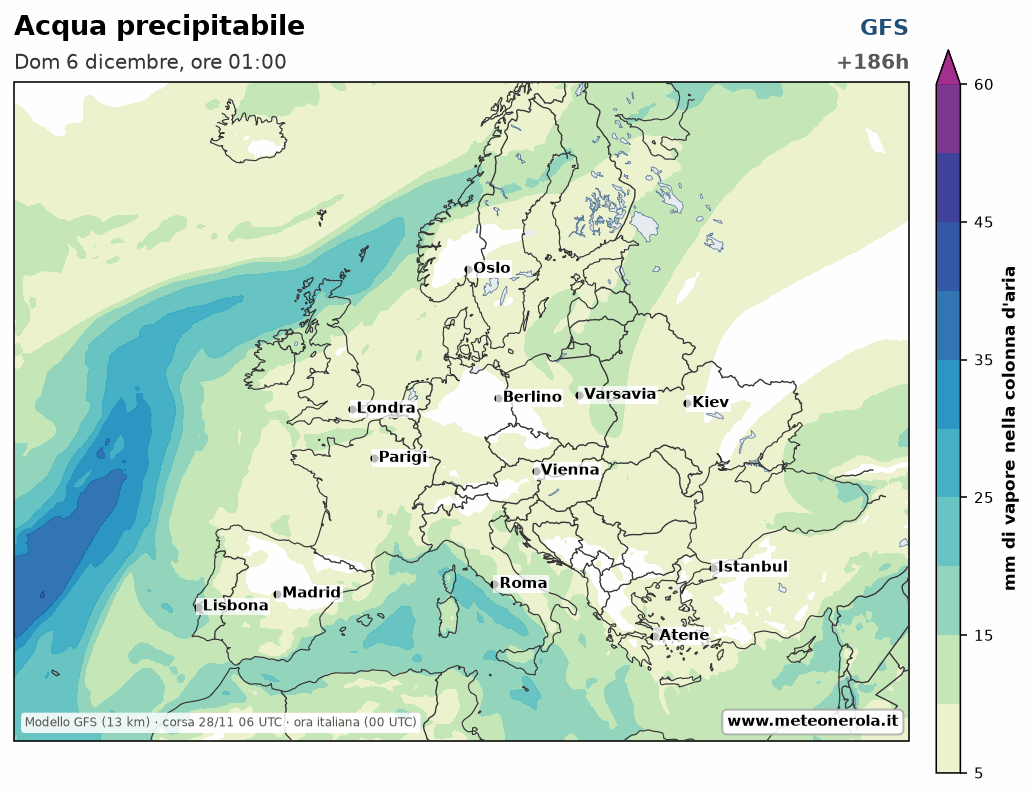 Acqua precipitabile
GFS
Dom 6 dicembre, ore 01:00
+186h
60
45
35
25
15
5
mm di vapore nella colonna d'aria
Oslo
Berlino
Varsavia
Kiev
Londra
Parigi
Vienna
Istanbul
Roma
Madrid
Lisbona
Atene
Modello GFS (13 km) · corsa 28/11 06 UTC · ora italiana (00 UTC)
www.meteonerola.it